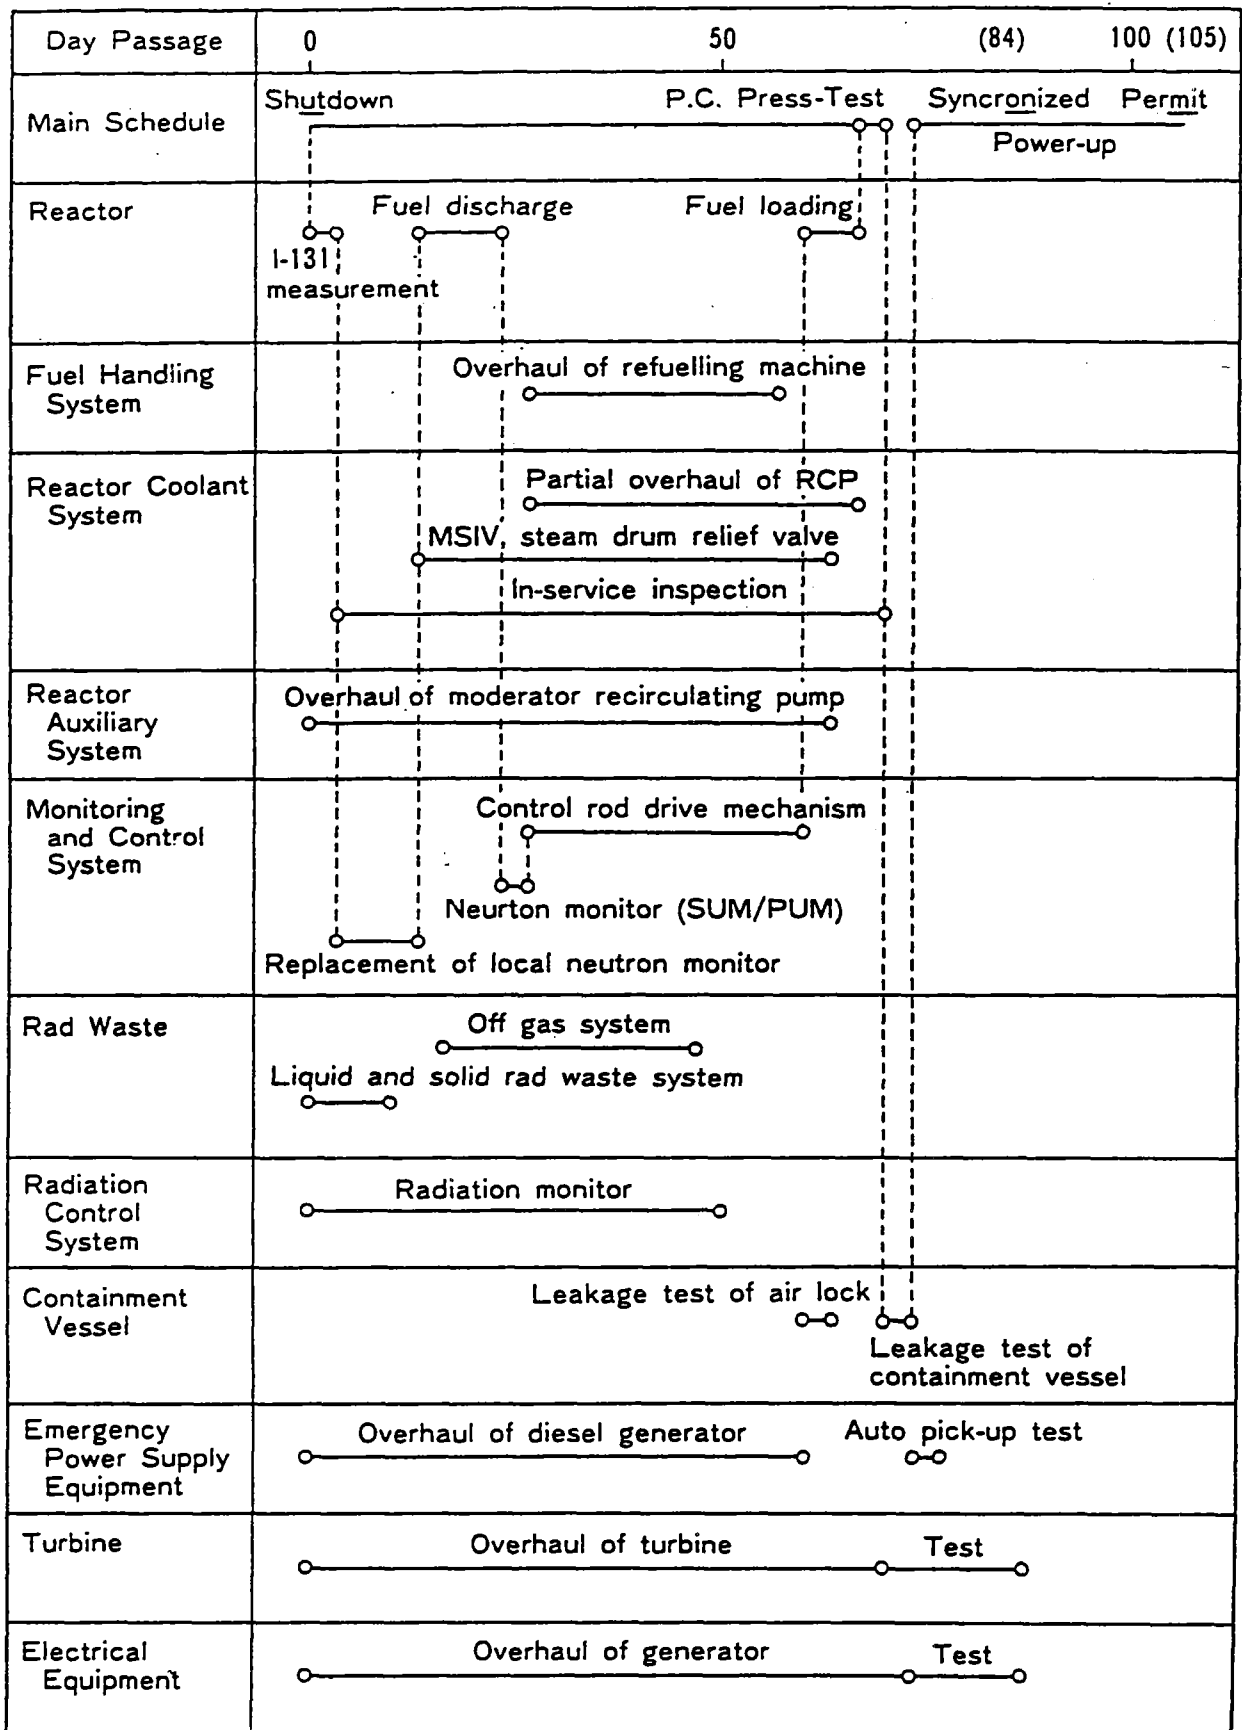 Day Passage 0 50 (84) 100 (105)
Main Schedule
Shutdown P.C. Press-Test Syncronized Permit
Power-up
Reactor
Fuel discharge Fuel loading
I-131
measurement
Fuel Handling
System
Overhaul of refuelling machine
Reactor Coolant
System
Partial overhaul of RCP
MSIV, steam drum relief valve
In-service inspection
Reactor
Auxiliary
System
Overhaul of moderator recirculating pump
Monitoring
and Control
System
Control rod drive mechanism
Neurton monitor (SUM/PUM)
Replacement of local neutron monitor
Rad Waste
Off gas system
Liquid and solid rad waste system
Radiation
Control
System
Radiation monitor
Containment
Vessel
Leakage test of air lock
Leakage test of
containment vessel
Emergency
Power Supply
Equipment
Overhaul of diesel generator Auto pick-up test
Turbine
Overhaul of turbine Test
Electrical
Equipment
Overhaul of generator Test